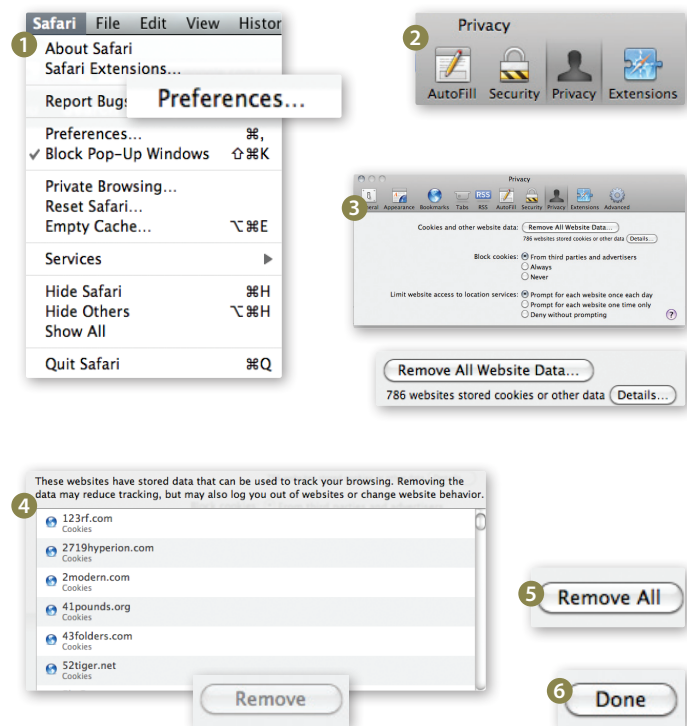 Safari File Edit View Histor
1
About Safari
Safari Extensions...
Report Bugs
Preferences...
Preferences... ⌘,
✓ Block Pop-Up Windows ⇧⌘K
Private Browsing...
Reset Safari...
Empty Cache... ⌥⌘E
Services ▶
Hide Safari ⌘H
Hide Others ⌥⌘H
Show All
Quit Safari ⌘Q
2
Privacy
AutoFill Security Privacy Extensions
3
Privacy
Appearance Bookmarks Tabs RSS AutoFill Security Privacy Extensions Advanced
Cookies and other website data: Remove All Website Data...
786 websites stored cookies or other data Details...
Block cookies: From third parties and advertisers
Always
Never
Limit website access to location services: Prompt for each website once each day
Prompt for each website one time only
Deny without prompting ?
Remove All Website Data...
786 websites stored cookies or other data Details...
These websites have stored data that can be used to track your browsing. Removing the
data may reduce tracking, but may also log you out of websites or change website behavior.
4
123rf.com
Cookies
2719hyperion.com
Cookies
2modern.com
Cookies
41pounds.org
Cookies
43folders.com
Cookies
52tiger.net
Cookies
Remove
5
Remove All
6
Done